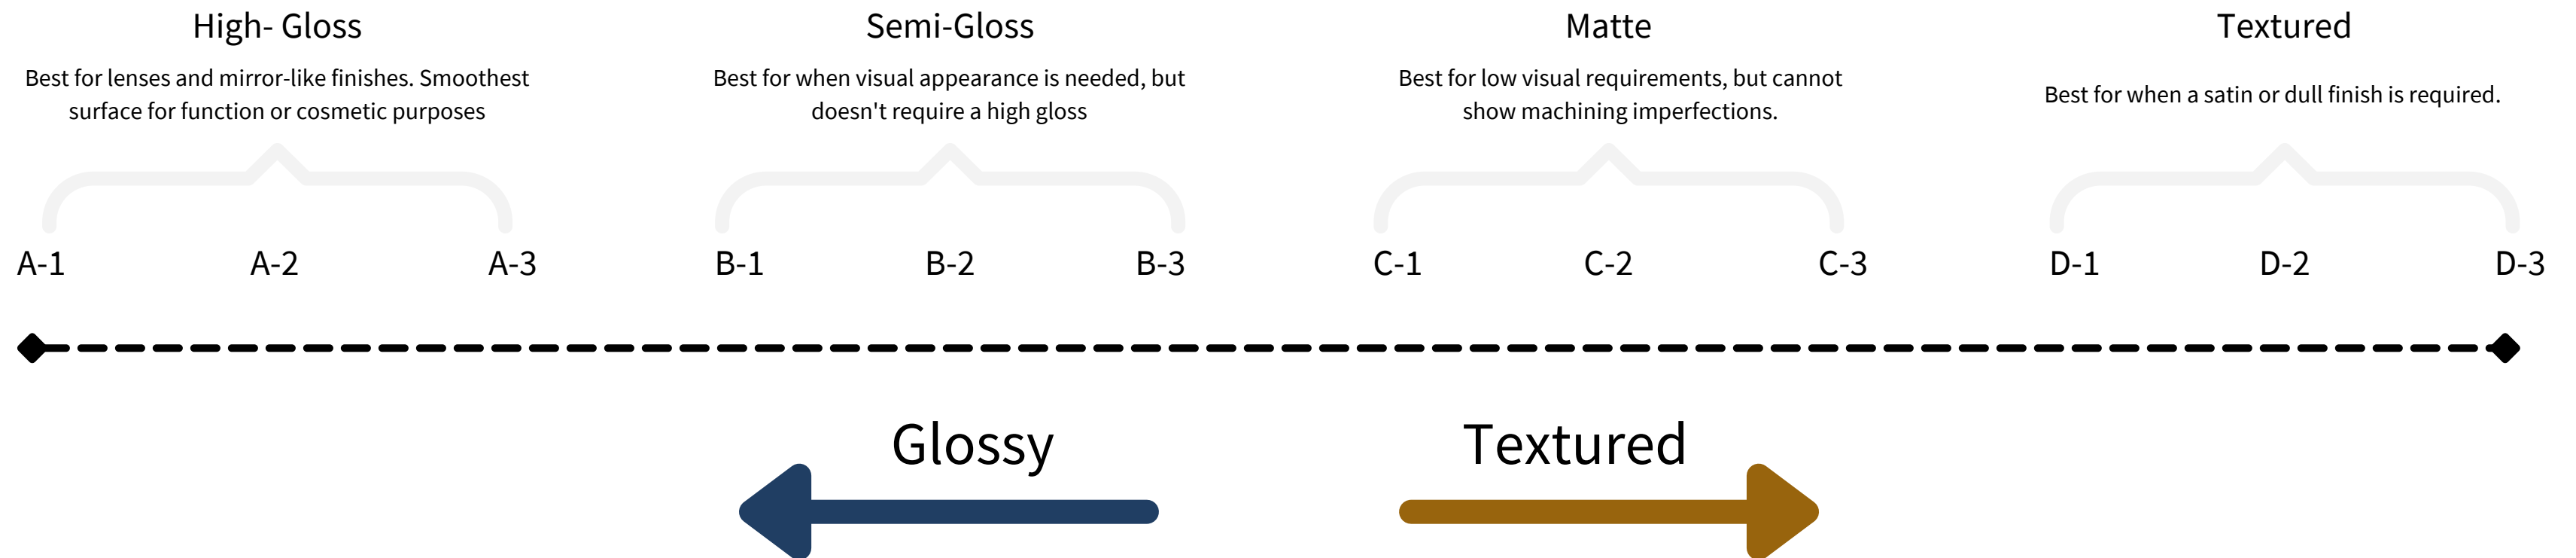 High- Gloss
Best for lenses and mirror-like finishes. Smoothest
surface for function or cosmetic purposes
Semi-Gloss
Best for when visual appearance is needed, but
doesn't require a high gloss
Matte
Best for low visual requirements, but cannot
show machining imperfections.
Textured
Best for when a satin or dull finish is required.
A-1
A-2
A-3
B-1
B-2
B-3
C-1
C-2
C-3
D-1
D-2
D-3
Glossy
Textured